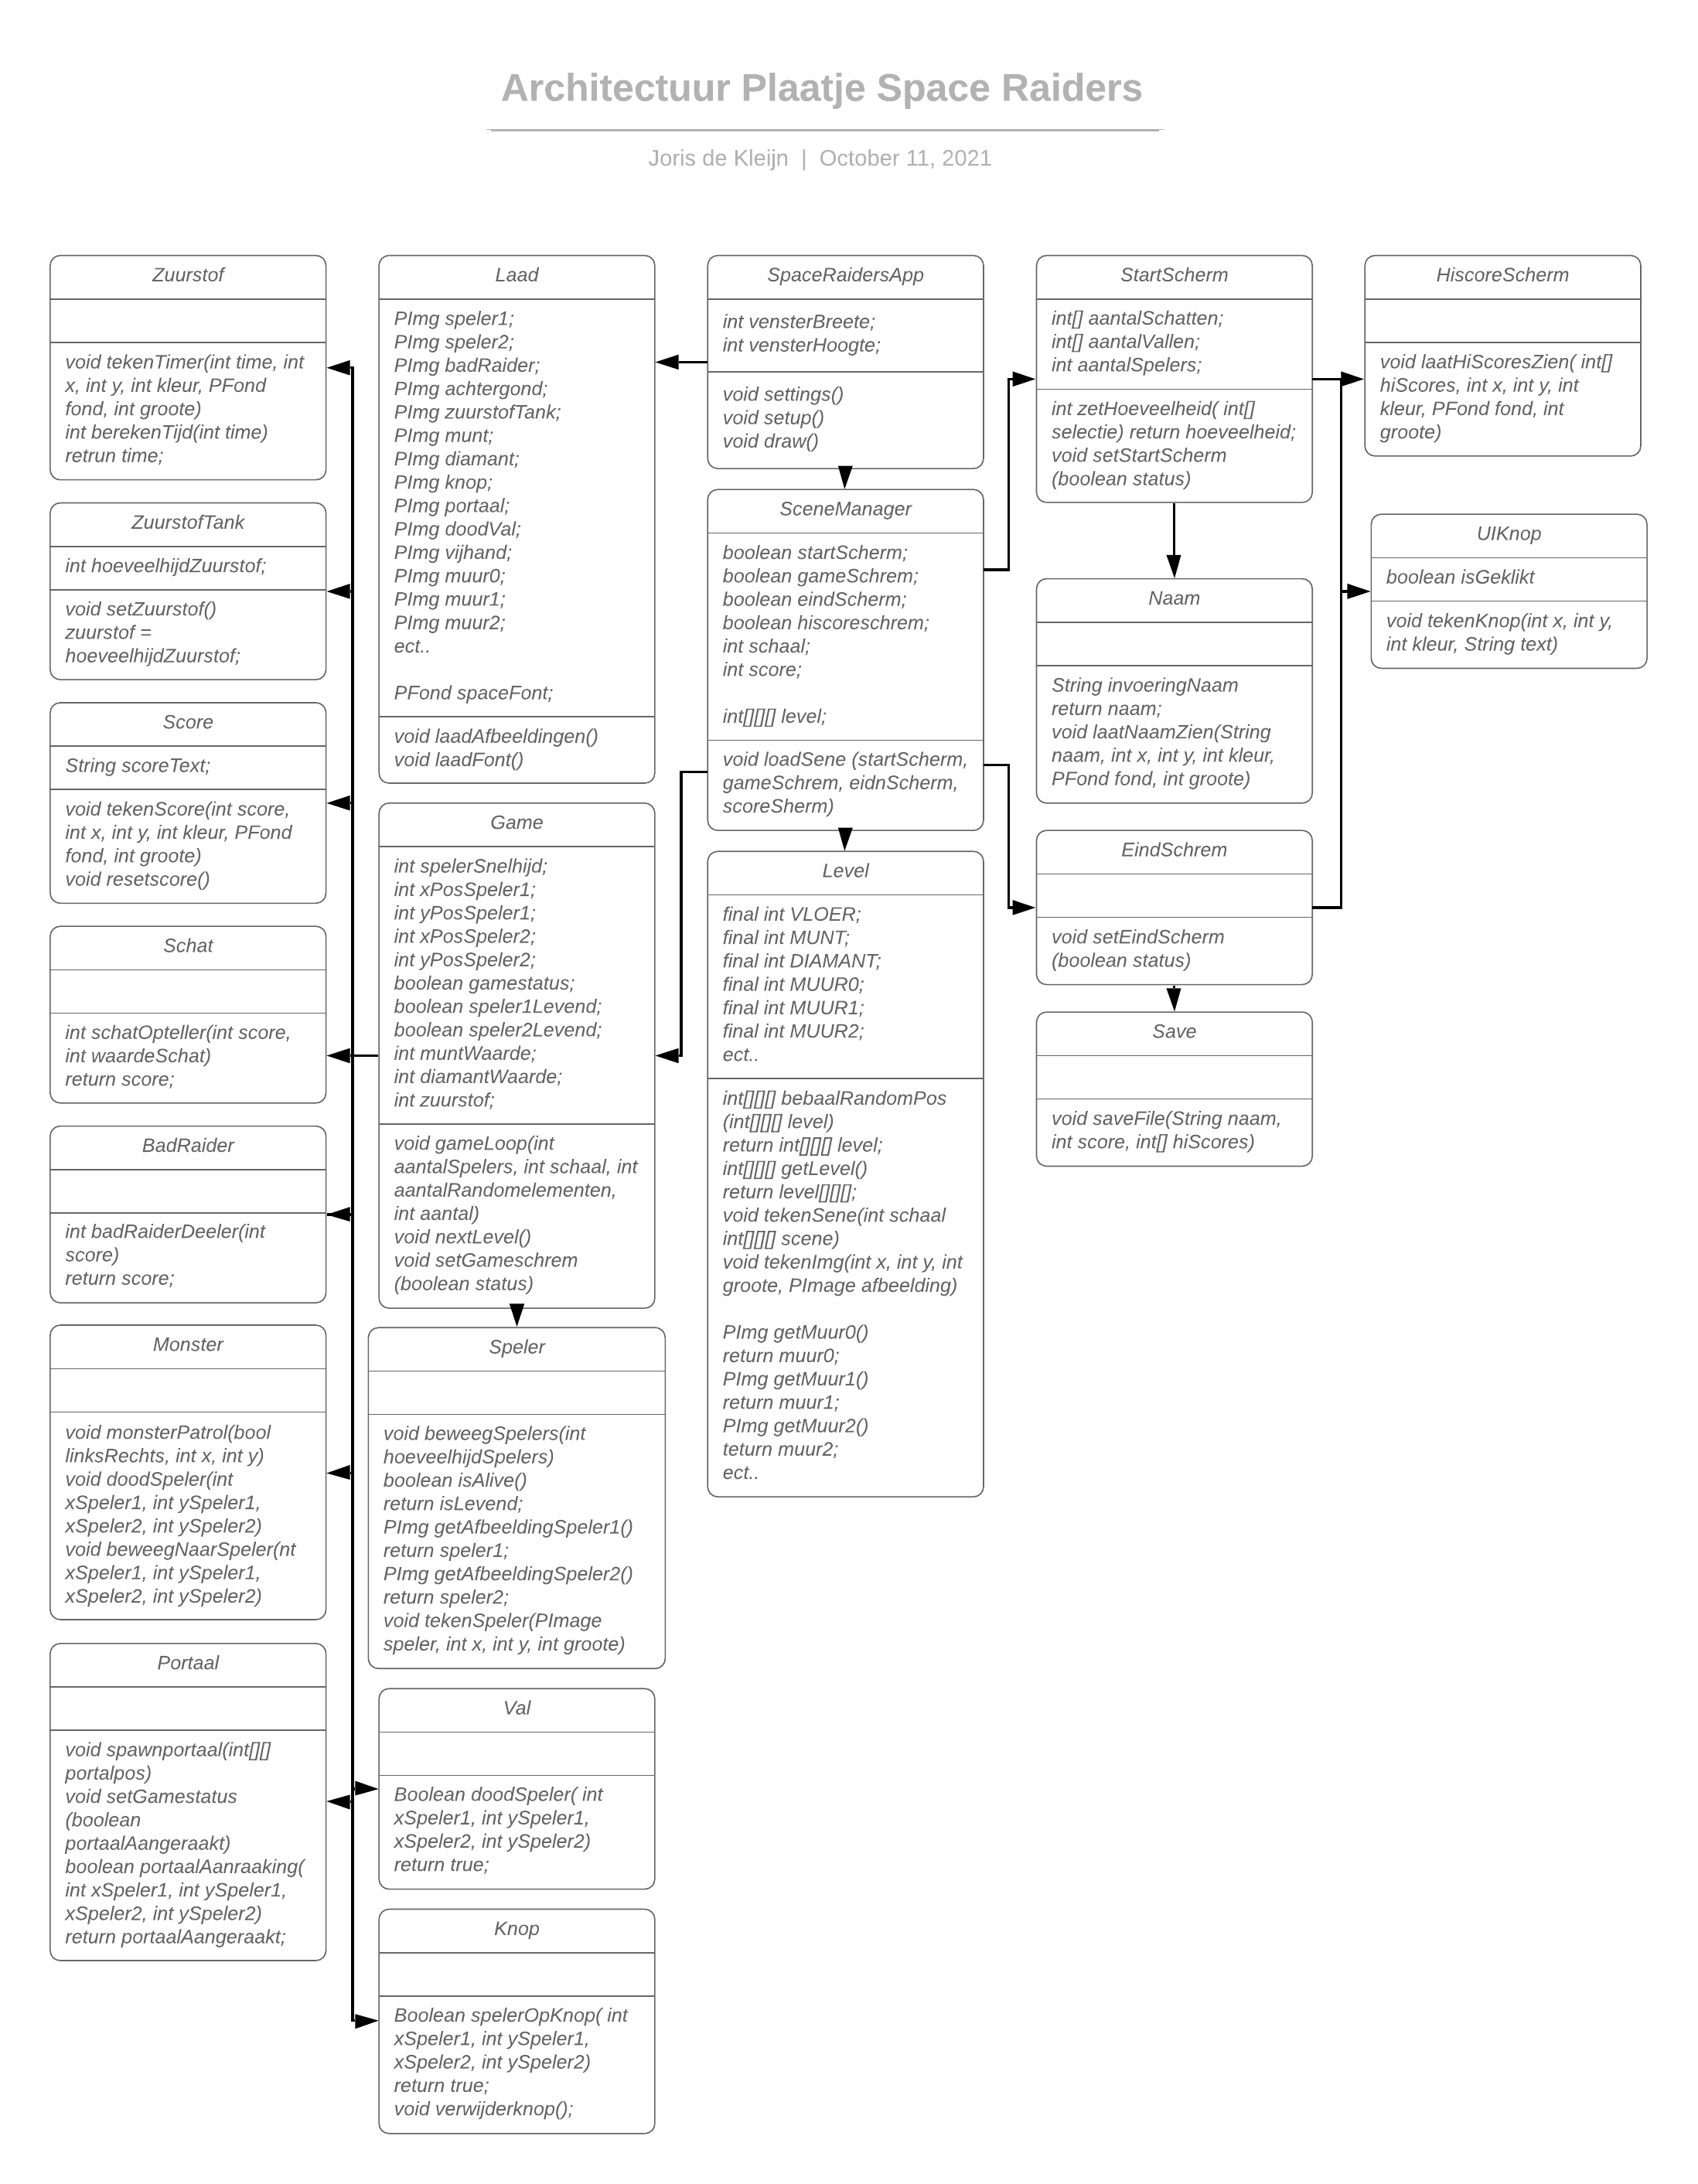 Architectuur Plaatje Space Raiders
Joris de Kleijn | October 11, 2021
Zuurstof
void tekenTimer(int time, int
x, int y, int kleur, PFond
fond, int groote)
int berekenTijd(int time)
retrun time;
ZuurstofTank
int hoeveelhijdZuurstof;
void setZuurstof()
zuurstof =
hoeveelhijdZuurstof;
Score
String scoreText;
void tekenScore(int score,
int x, int y, int kleur, PFond
fond, int groote)
void resetscore()
Schat
int schatOpteller(int score,
int waardeSchat)
return score;
BadRaider
int badRaiderDeeler(int
score)
return score;
Monster
void monsterPatrol(bool
linksRechts, int x, int y)
void doodSpeler(int
xSpeler1, int ySpeler1,
xSpeler2, int ySpeler2)
void beweegNaarSpeler(nt
xSpeler1, int ySpeler1,
xSpeler2, int ySpeler2)
Portaal
void spawnportaal(int[][]
portalpos)
void setGamestatus
(boolean
portaalAangeraakt)
boolean portaalAanraaking(
int xSpeler1, int ySpeler1,
xSpeler2, int ySpeler2)
return portaalAangeraakt;
Laad
PImg speler1;
PImg speler2;
PImg badRaider;
PImg achtergond;
PImg zuurstofTank;
PImg munt;
PImg diamant;
PImg knop;
PImg portaal;
PImg doodVal;
PImg vijhand;
PImg muur0;
PImg muur1;
PImg muur2;
ect..
PFond spaceFont;
void laadAfbeeldingen()
void laadFont()
Game
int spelerSnelhijd;
int xPosSpeler1;
int yPosSpeler1;
int xPosSpeler2;
int yPosSpeler2;
boolean gamestatus;
boolean speler1Levend;
boolean speler2Levend;
int muntWaarde;
int diamantWaarde;
int zuurstof;
void gameLoop(int
aantalSpelers, int schaal, int
aantalRandomelementen,
int aantal)
void nextLevel()
void setGameschrem
(boolean status)
Speler
void beweegSpelers(int
hoeveelhijdSpelers)
boolean isAlive()
return isLevend;
PImg getAfbeeldingSpeler1()
return speler1;
PImg getAfbeeldingSpeler2()
return speler2;
void tekenSpeler(PImage
speler, int x, int y, int groote)
Val
Boolean doodSpeler( int
xSpeler1, int ySpeler1,
xSpeler2, int ySpeler2)
return true;
Knop
Boolean spelerOpKnop( int
xSpeler1, int ySpeler1,
xSpeler2, int ySpeler2)
return true;
void verwijderknop();
SpaceRaidersApp
int vensterBreete;
int vensterHoogte;
void settings()
void setup()
void draw()
SceneManager
boolean startScherm;
boolean gameSchrem;
boolean eindScherm;
boolean hiscoreschrem;
int schaal;
int score;
int[][][] level;
void loadSene (startScherm,
gameSchrem, eidnScherm,
scoreSherm)
Level
final int VLOER;
final int MUNT;
final int DIAMANT;
final int MUUR0;
final int MUUR1;
final int MUUR2;
ect..
int[][][] bebaalRandomPos
(int[][][] level)
return int[][][] level;
int[][][] getLevel()
return level[][][];
void tekenSene(int schaal
int[][][] scene)
void tekenImg(int x, int y, int
groote, PImage afbeelding)
PImg getMuur0()
return muur0;
PImg getMuur1()
return muur1;
PImg getMuur2()
teturn muur2;
ect..
StartScherm
int[] aantalSchatten;
int[] aantalVallen;
int aantalSpelers;
int zetHoeveelheid( int[]
selectie) return hoeveelheid;
void setStartScherm
(boolean status)
Naam
String invoeringNaam
return naam;
void laatNaamZien(String
naam, int x, int y, int kleur,
PFond fond, int groote)
EindSchrem
void setEindScherm
(boolean status)
Save
void saveFile(String naam,
int score, int[] hiScores)
HiscoreScherm
void laatHiScoresZien( int[]
hiScores, int x, int y, int
kleur, PFond fond, int
groote)
UIKnop
boolean isGeklikt
void tekenKnop(int x, int y,
int kleur, String text)